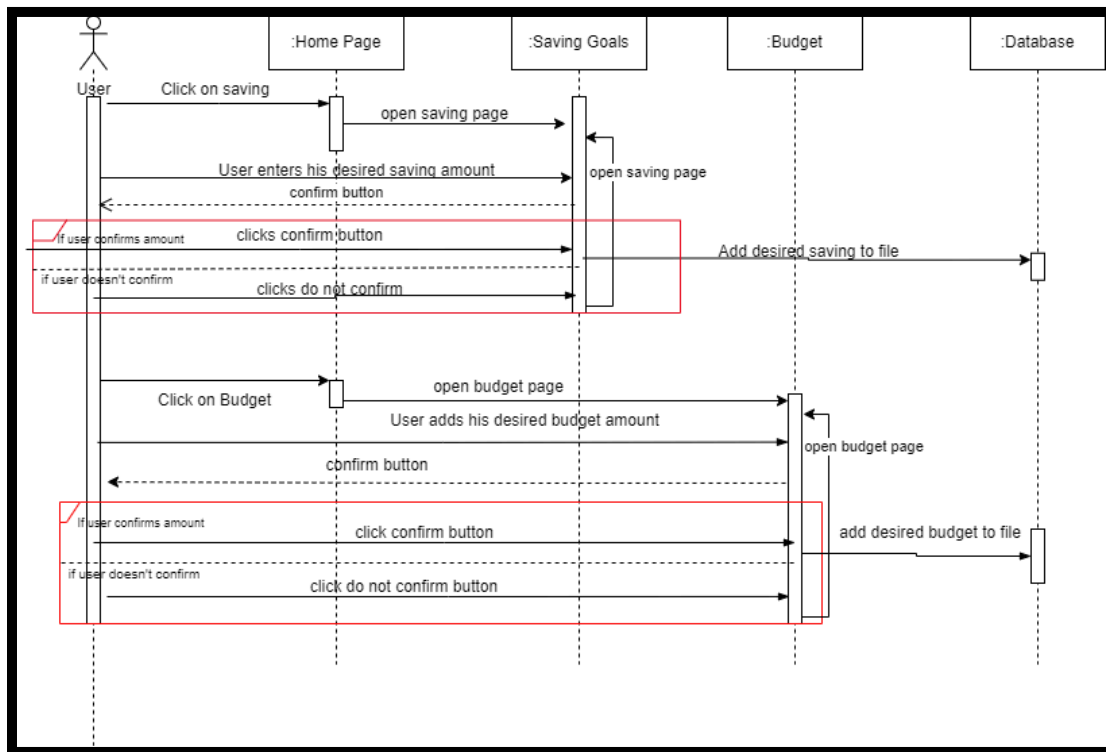 :Home Page
:Saving Goals
:Budget
:Database
User
Click on saving
open saving page
User enters his desired saving amount
open saving page
confirm button
If user confirms amount
clicks confirm button
Add desired saving to file
if user doesn't confirm
clicks do not confirm
Click on Budget
open budget page
User adds his desired budget amount
open budget page
confirm button
If user confirms amount
click confirm button
add desired budget to file
if user doesn't confirm
click do not confirm button